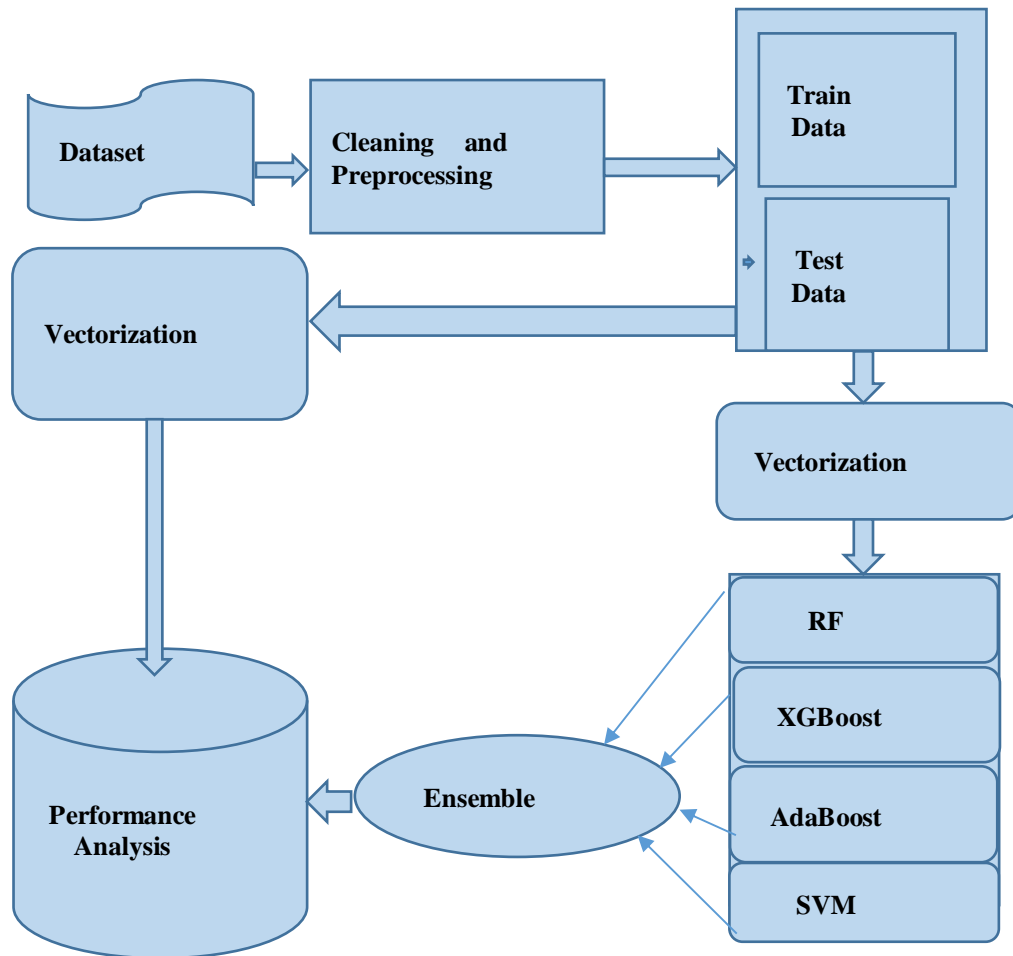 Dataset
Cleaning and
Preprocessing
Train
Data
Test
Data
Vectorization
Vectorization
RF
XGBoost
AdaBoost
SVM
Ensemble
Performance
Analysis